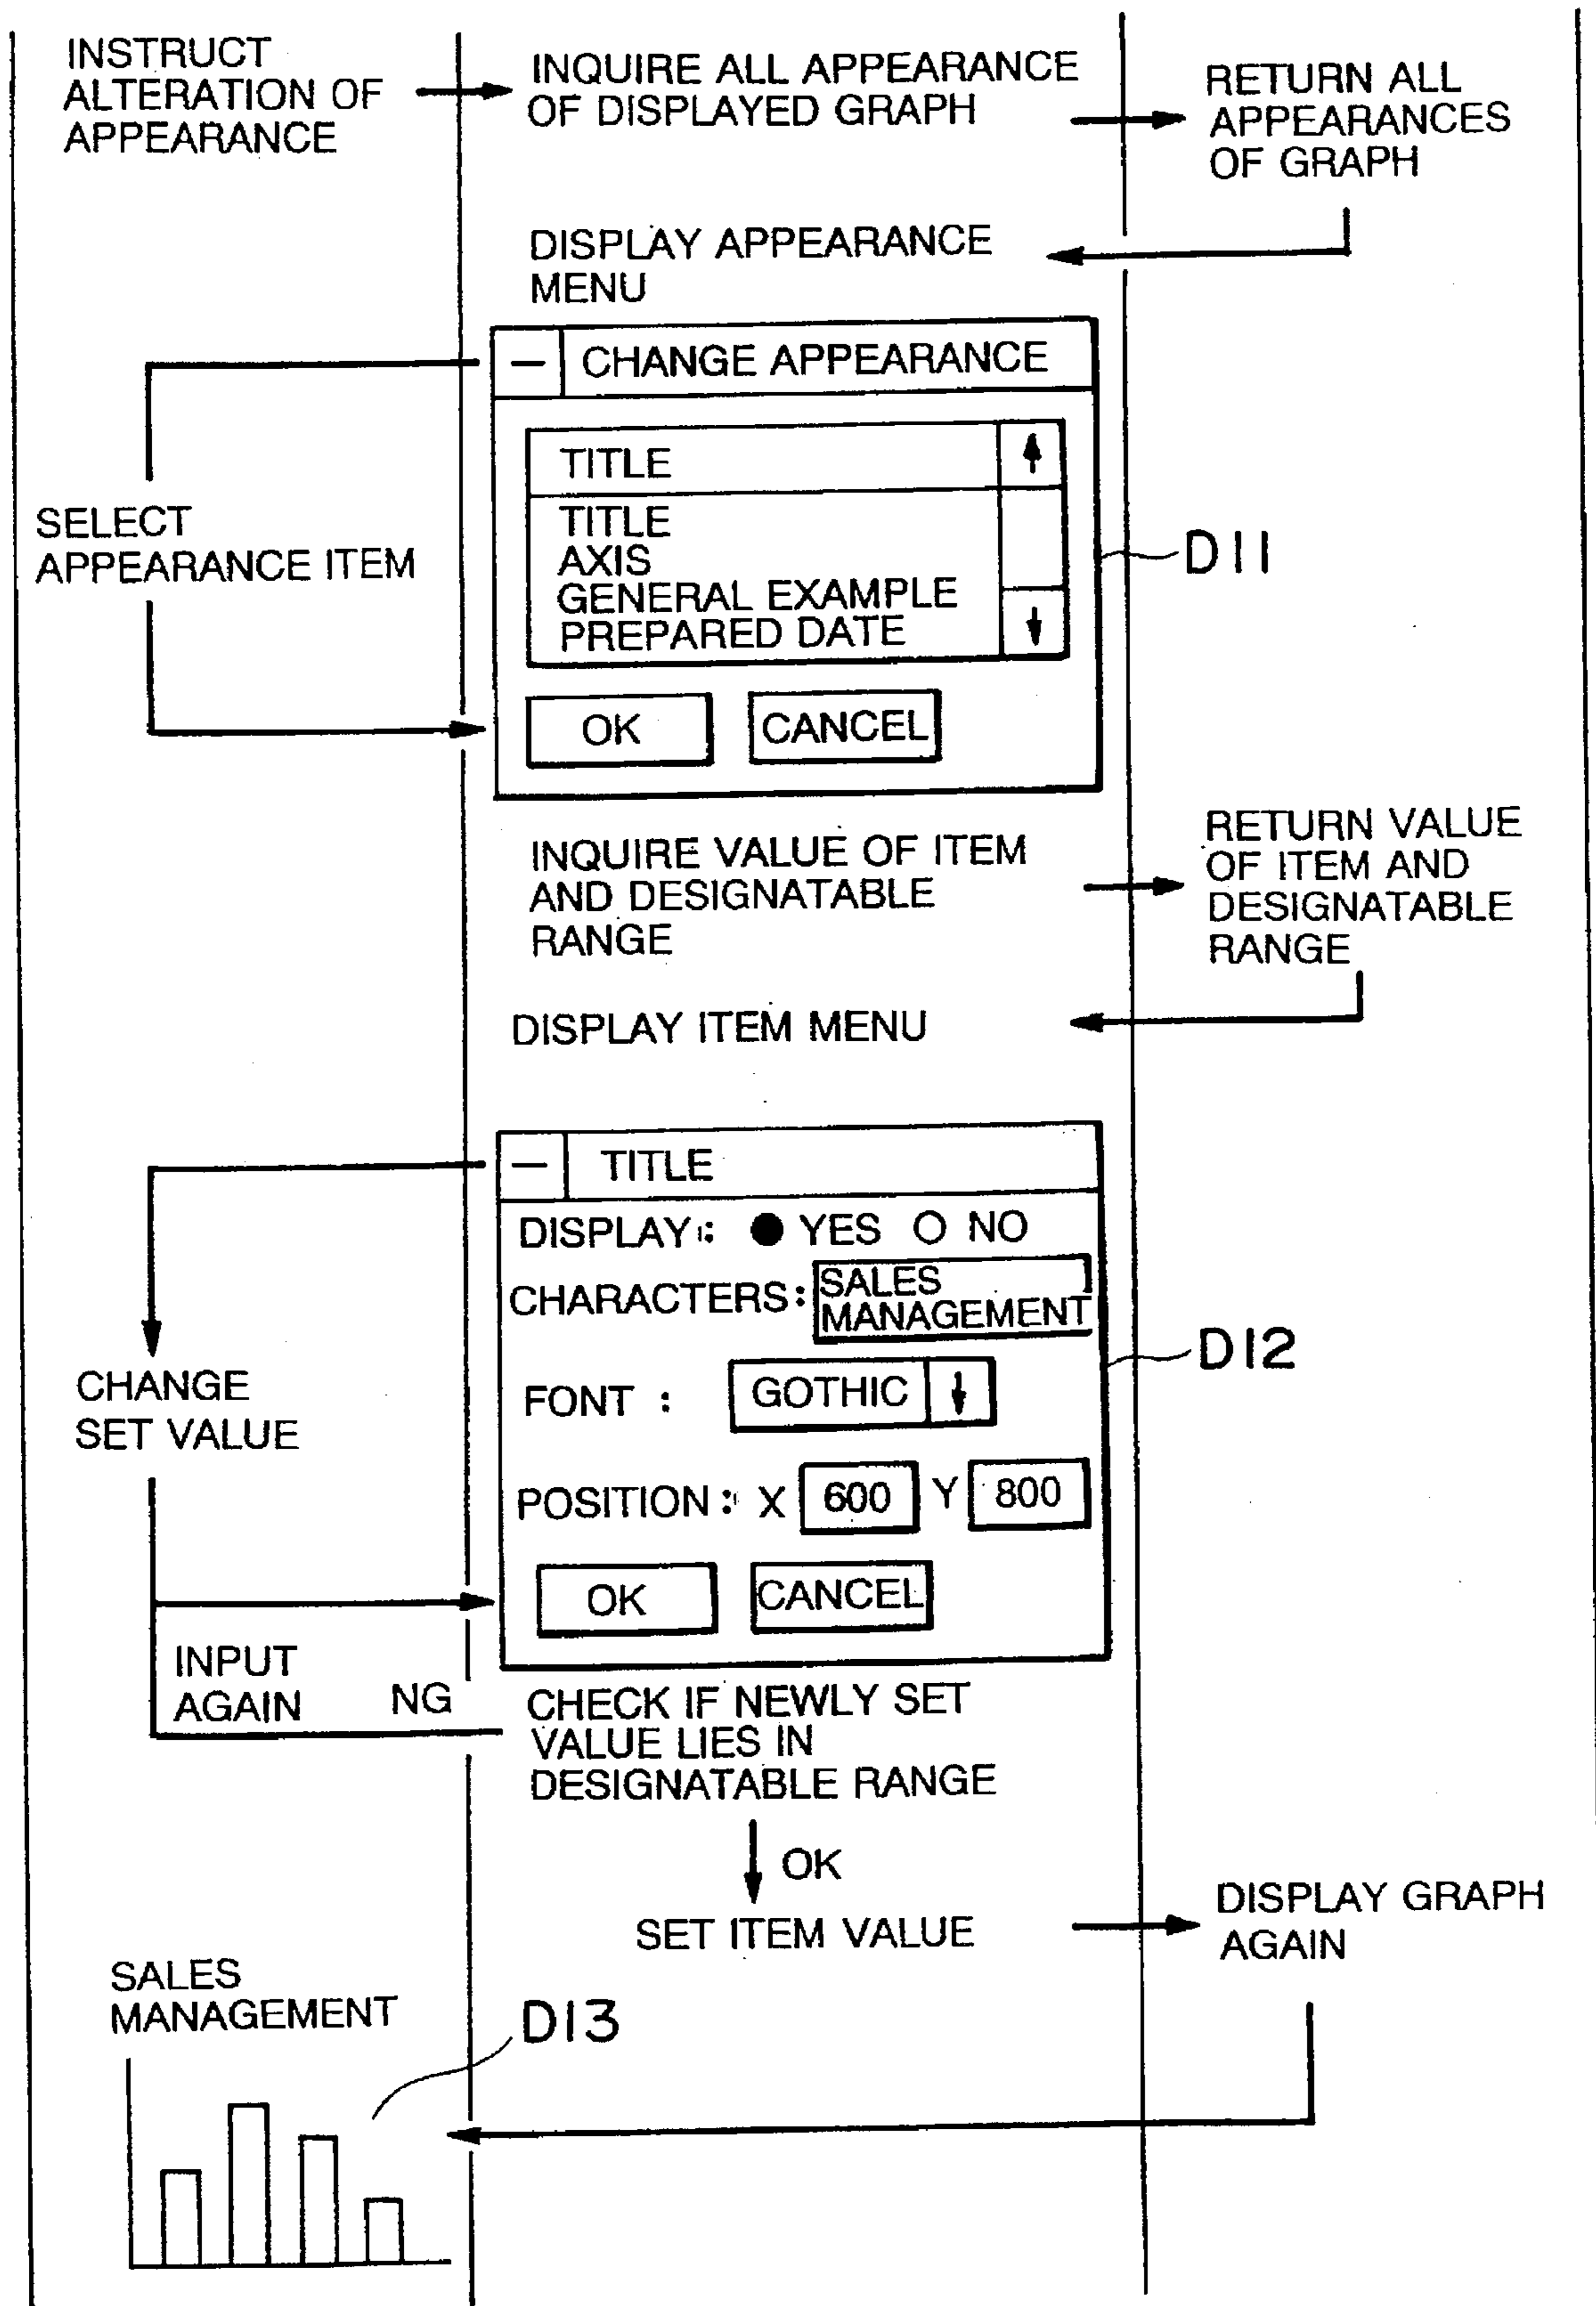 INSTRUCT
ALTERATION OF
APPEARANCE
INQUIRE ALL APPEARANCE
OF DISPLAYED GRAPH
RETURN ALL
APPEARANCES
OF GRAPH
DISPLAY APPEARANCE
MENU
CHANGE APPEARANCE
TITLE
TITLE
AXIS
GENERAL EXAMPLE
PREPARED DATE
OK CANCEL
D11
SELECT
APPEARANCE ITEM
INQUIRE VALUE OF ITEM
AND DESIGNATABLE
RANGE
RETURN VALUE
OF ITEM AND
DESIGNATABLE
RANGE
DISPLAY ITEM MENU
TITLE
DISPLAY: YES NO
CHARACTERS: SALES
MANAGEMENT
FONT : GOTHIC
POSITION: X 600 Y 800
OK CANCEL
D12
CHANGE
SET VALUE
INPUT
AGAIN NG
CHECK IF NEWLY SET
VALUE LIES IN
DESIGNATABLE RANGE
OK
SET ITEM VALUE
DISPLAY GRAPH
AGAIN
SALES
MANAGEMENT
D13